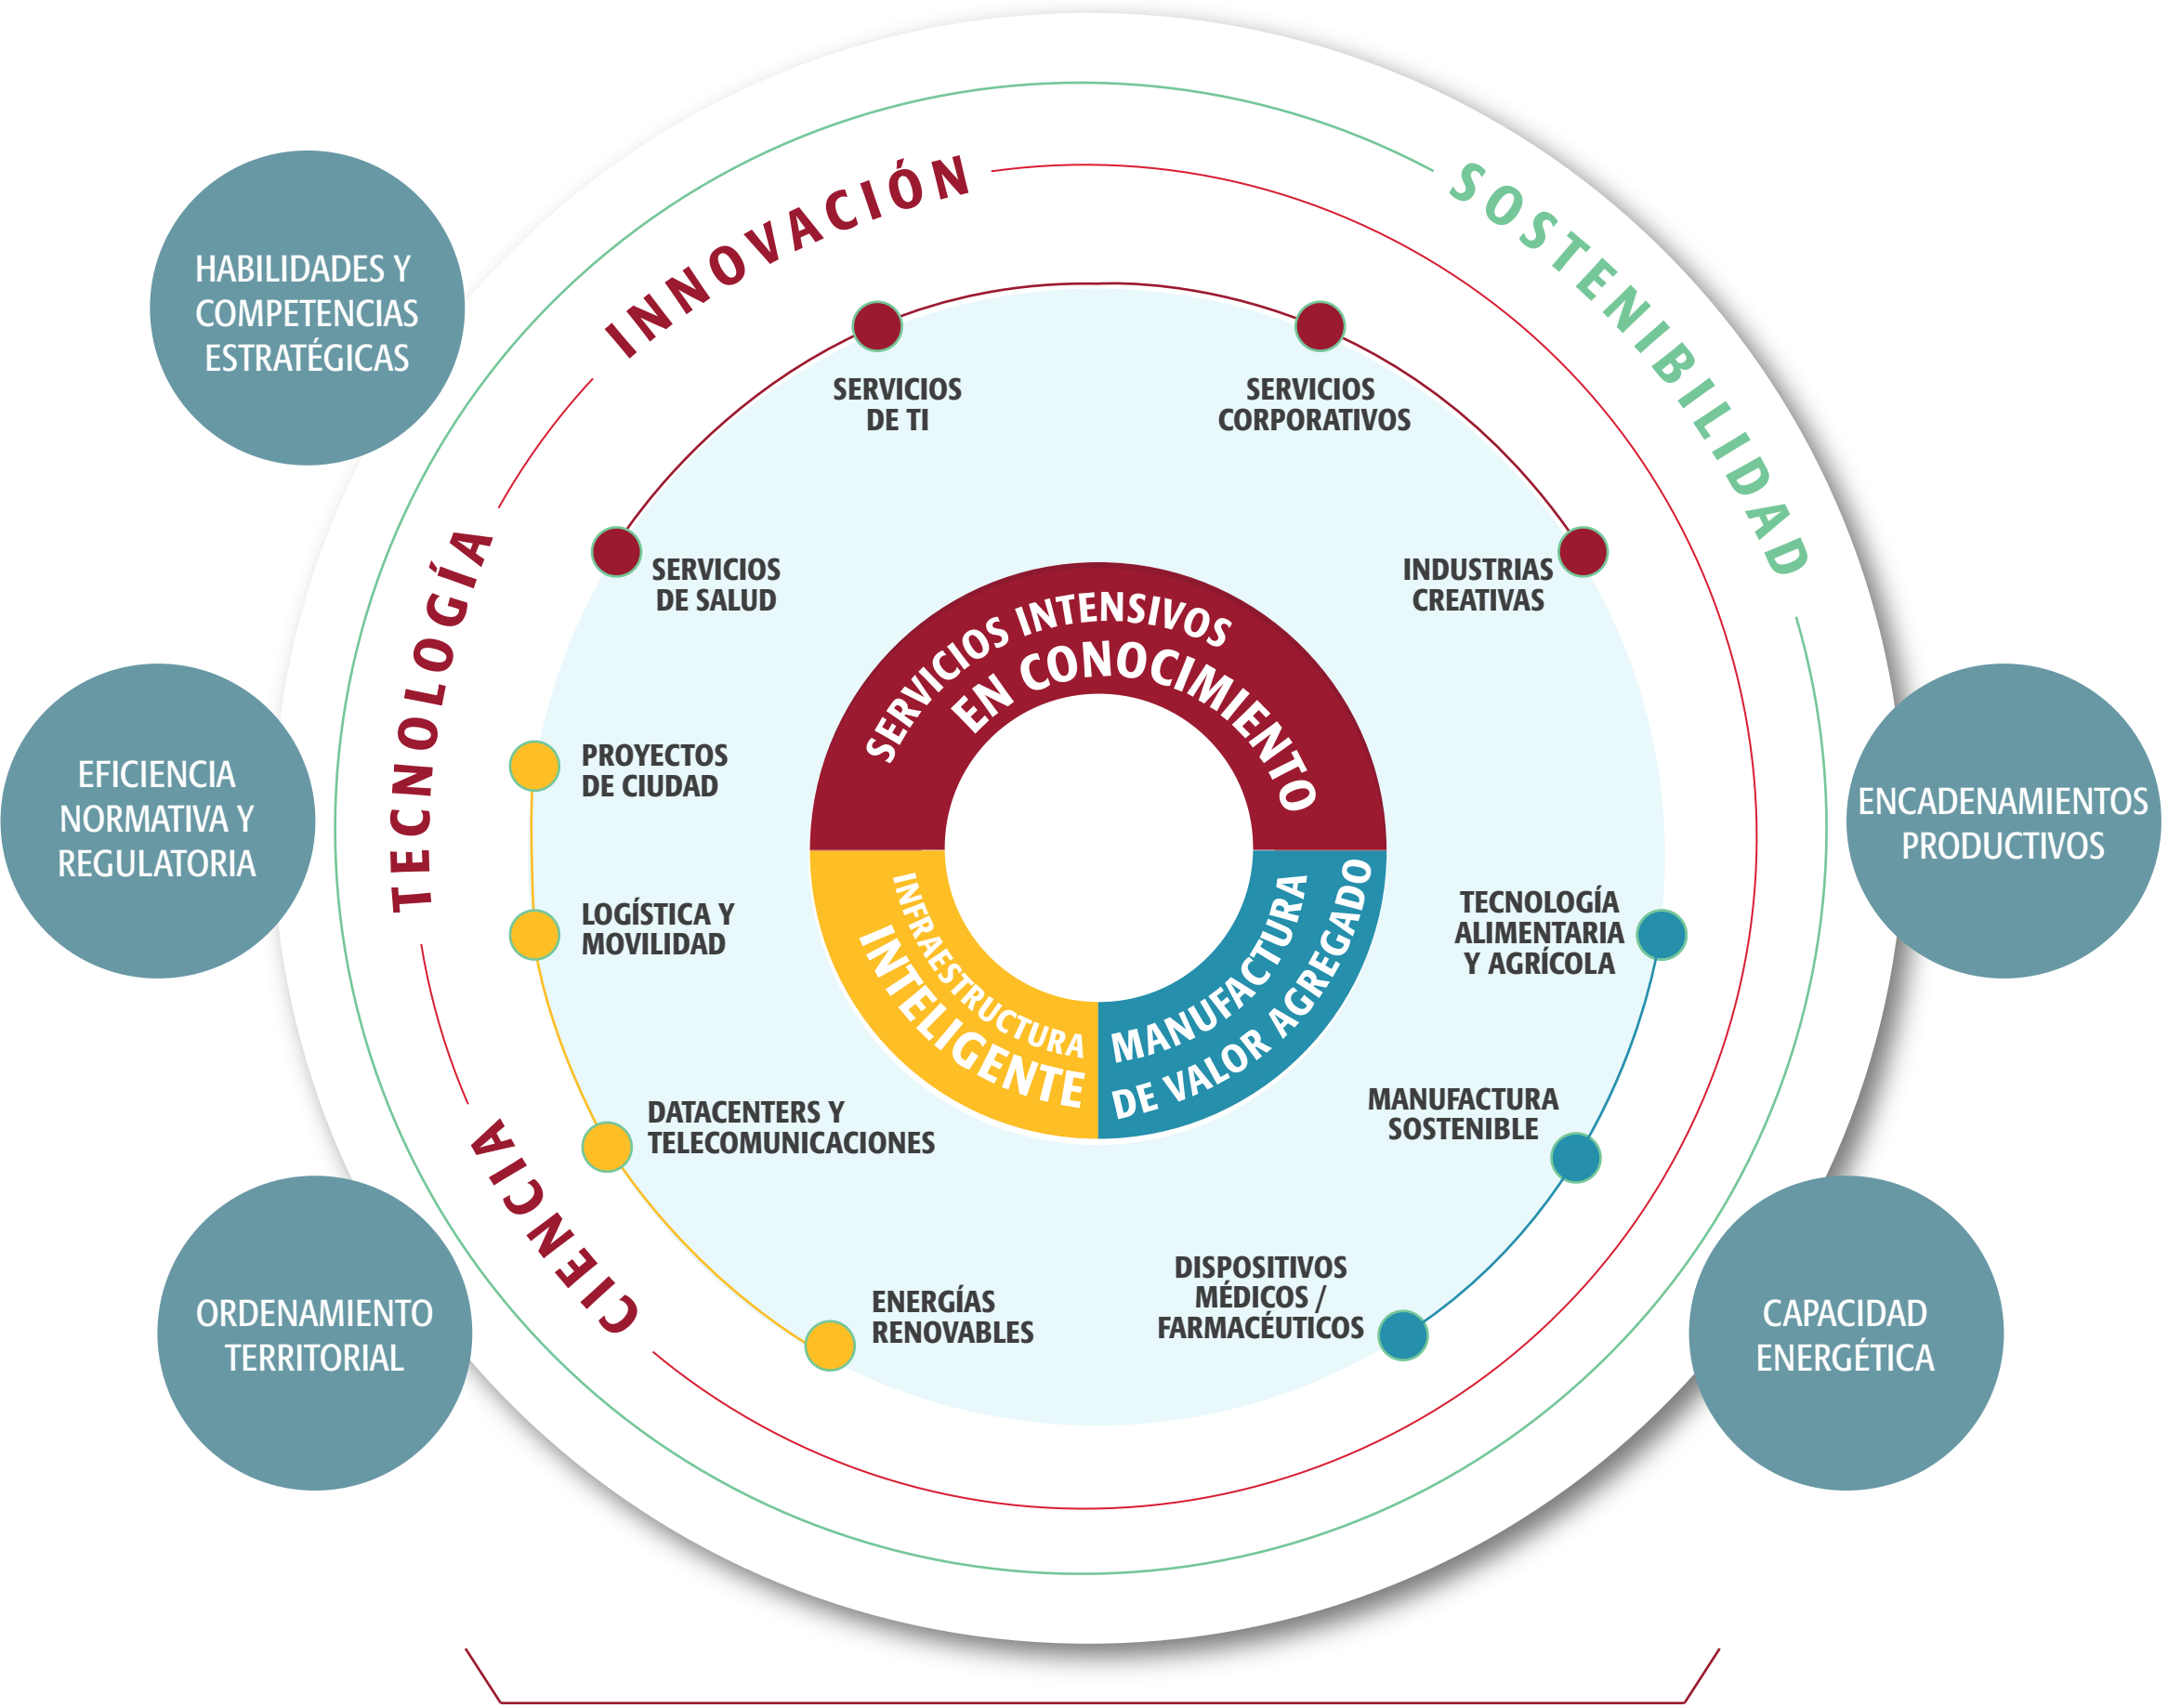 INNOVACIÓN
SOSTENIBILIDAD
TECNOLOGÍA
CIENCIA
HABILIDADES Y
COMPETENCIAS
ESTRATÉGICAS
EFICIENCIA
NORMATIVA Y
REGULATORIA
ORDENAMIENTO
TERRITORIAL
ENCADENAMIENTOS
PRODUCTIVOS
CAPACIDAD
ENERGÉTICA
SERVICIOS
DE TI
SERVICIOS
CORPORATIVOS
SERVICIOS
DE SALUD
INDUSTRIAS
CREATIVAS
SERVICIOS INTENSIVOS
EN CONOCIMIENTO
PROYECTOS
DE CIUDAD
LOGÍSTICA Y
MOVILIDAD
DATACENTERS Y
TELECOMUNICACIONES
ENERGÍAS
RENOVABLES
INFRAESTRUCTURA
INTELIGENTE
MANUFACTURA
DE VALOR AGREGADO
TECNOLOGÍA
ALIMENTARIA
Y AGRÍCOLA
MANUFACTURA
SOSTENIBLE
DISPOSITIVOS
MÉDICOS /
FARMACÉUTICOS